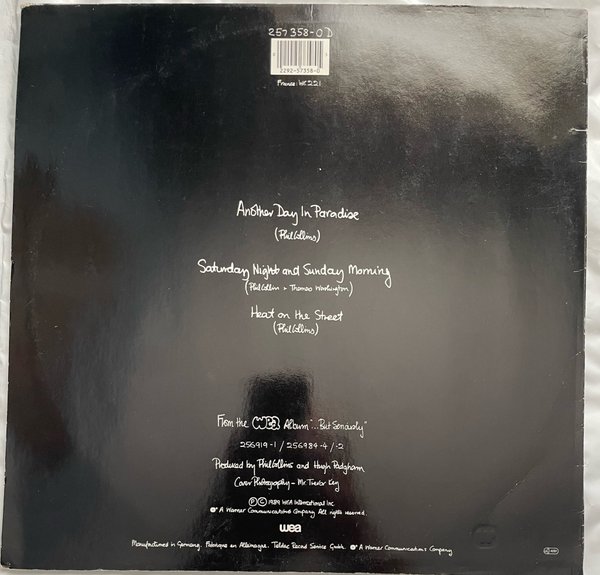 257 358-0 D
2292-57358-0
France: WE 221
Another Day In Paradise
(Phil Collins)
Saturday Night and Sunday Morning
(Phil Collins + Thomas Washington)
Heat on the Street
(Phil Collins)
From the wea Album "...But Seriously"
256919-1 / 256984-4 / -2
Produced by Phil Collins and Hugh Padgham
Cover Photography - Mr. Trevor Key
℗ © 1989 WEA International Inc.
A Warner Communications Company All rights reserved.
wea
Manufactured in Germany. Fabriqué en Allemagne. Teldec Record Service GmbH. A Warner Communications Company